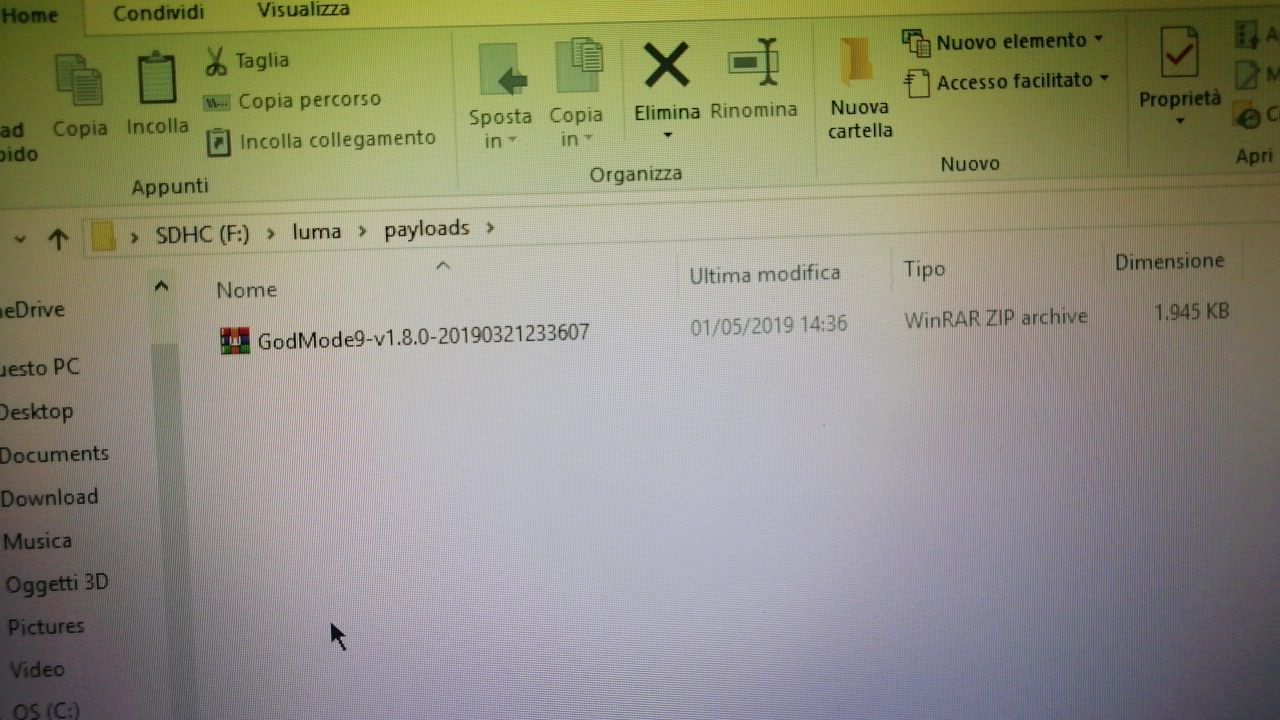 Home Condividi Visualizza
Copia
Incolla
Taglia
Copia percorso
Incolla collegamento
Appunti
Sposta
in
Copia
in
Elimina
Rinomina
Organizza
Nuova
cartella
Nuovo elemento
Accesso facilitato
Nuovo
Proprietà
Apri
SDHC (F:) luma payloads
Nome Ultima modifica Tipo Dimensione
GodMode9-v1.8.0-20190321233607 01/05/2019 14:36 WinRAR ZIP archive 1.945 KB
neDrive
uesto PC
Desktop
Documents
Download
Musica
Oggetti 3D
Pictures
Video
OS (C:)